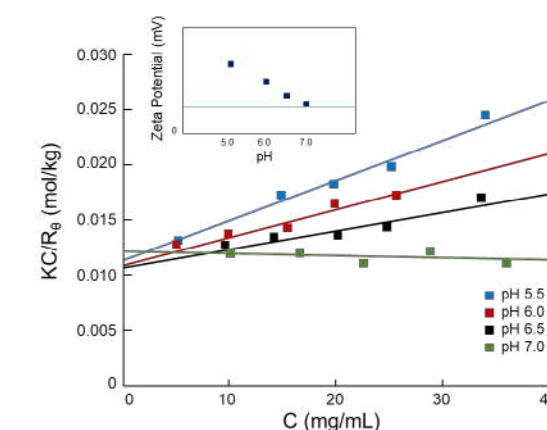 Zeta Potential (mV)
0
5.0 6.0 7.0
pH
0.030
0.025
0.020
0.015
0.010
0.005
0
KC/Rθ (mol/kg)
pH 5.5
pH 6.0
pH 6.5
pH 7.0
0 10 20 30
C (mg/mL)